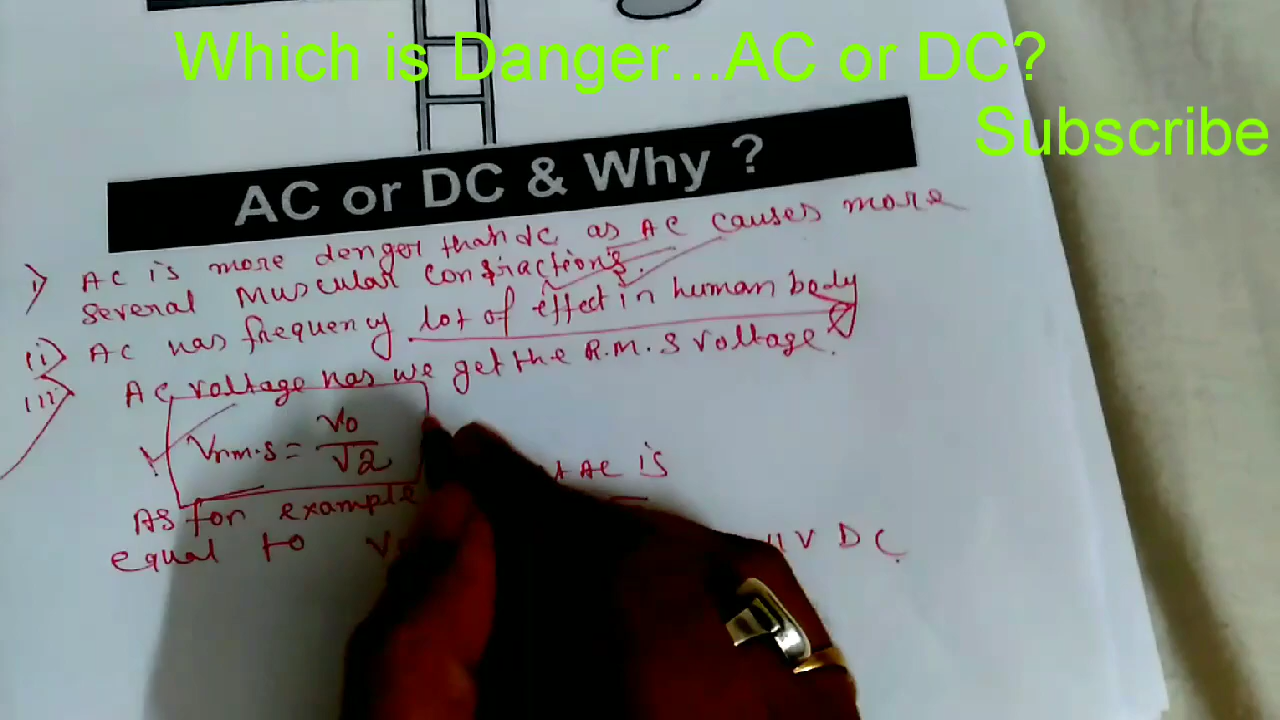 Which is Danger...AC or DC?
Subscribe
AC or DC & Why ?
i) AC is more denger than dc as AC causes more
several Muscular contractions.
(ii) AC has frequency lot of effect in human body
(iii) AC voltage has we get the R.M.S voltage.
Vrm.s = V0/√2
As for example AC is
equal to V DC